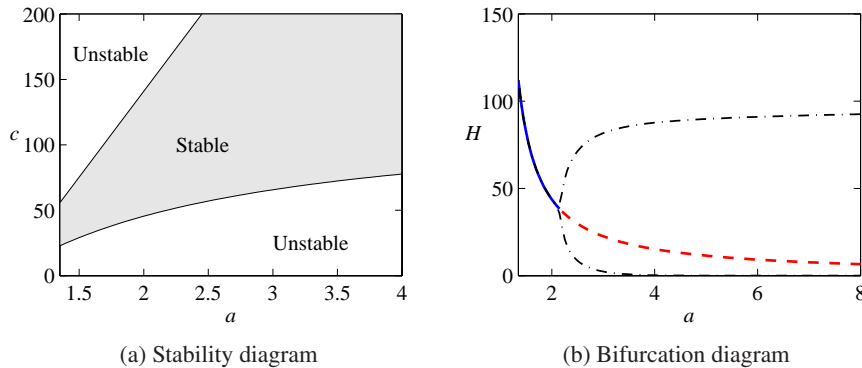 200
150
c
100
50
0
Unstable
Stable
Unstable
1.5
2
2.5
3
3.5
4
a
(a) Stability diagram
150
100
H
50
0
2
4
6
8
a
(b) Bifurcation diagram